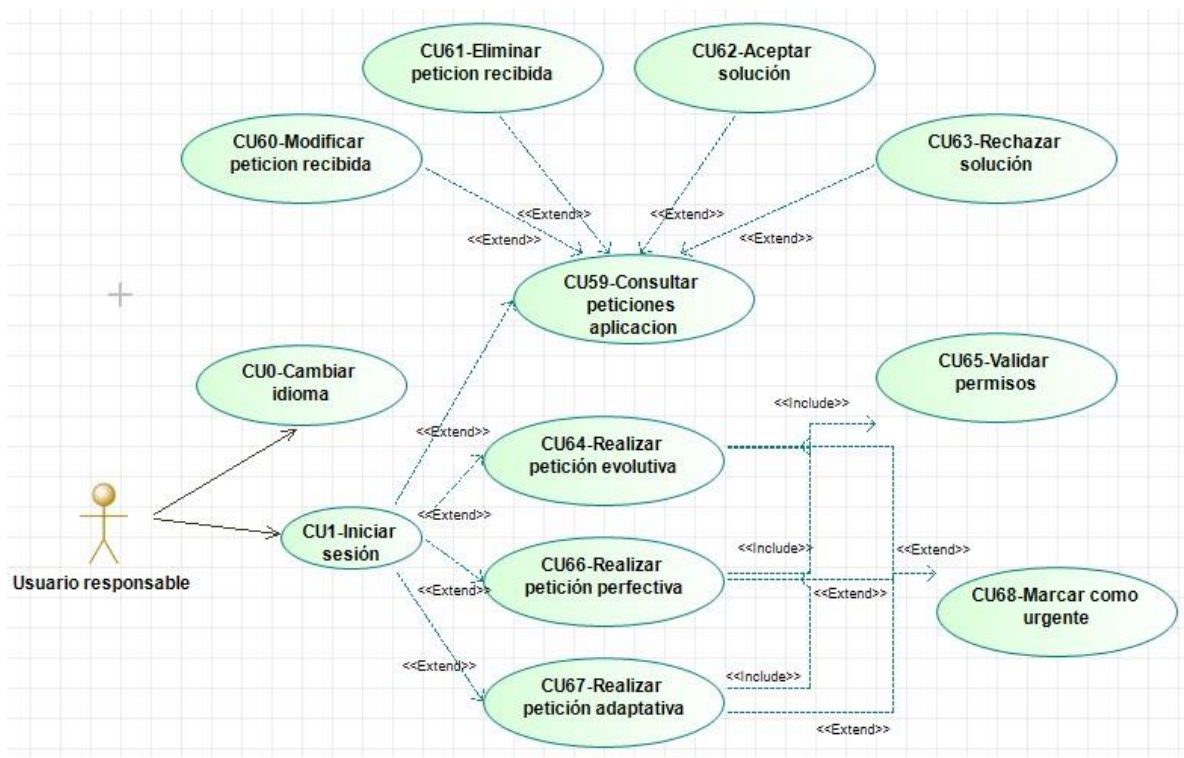 CU61-Eliminar
peticion recibida
CU62-Aceptar
solución
CU60-Modificar
peticion recibida
CU63-Rechazar
solución
<<Extend>>
<<Extend>>
<<Extend>>
<<Extend>>
CU59-Consultar
peticiones
aplicacion
CU0-Cambiar
idioma
CU65-Validar
permisos
<<Include>>
<<Extend>>
CU64-Realizar
petición evolutiva
<<Extend>>
CU1-Iniciar
sesión
Usuario responsable
<<Include>>
<<Extend>>
CU66-Realizar
petición perfectiva
<<Extend>>
<<Extend>>
CU68-Marcar como
urgente
<<Extend>>
<<Include>>
CU67-Realizar
petición adaptativa
<<Extend>>